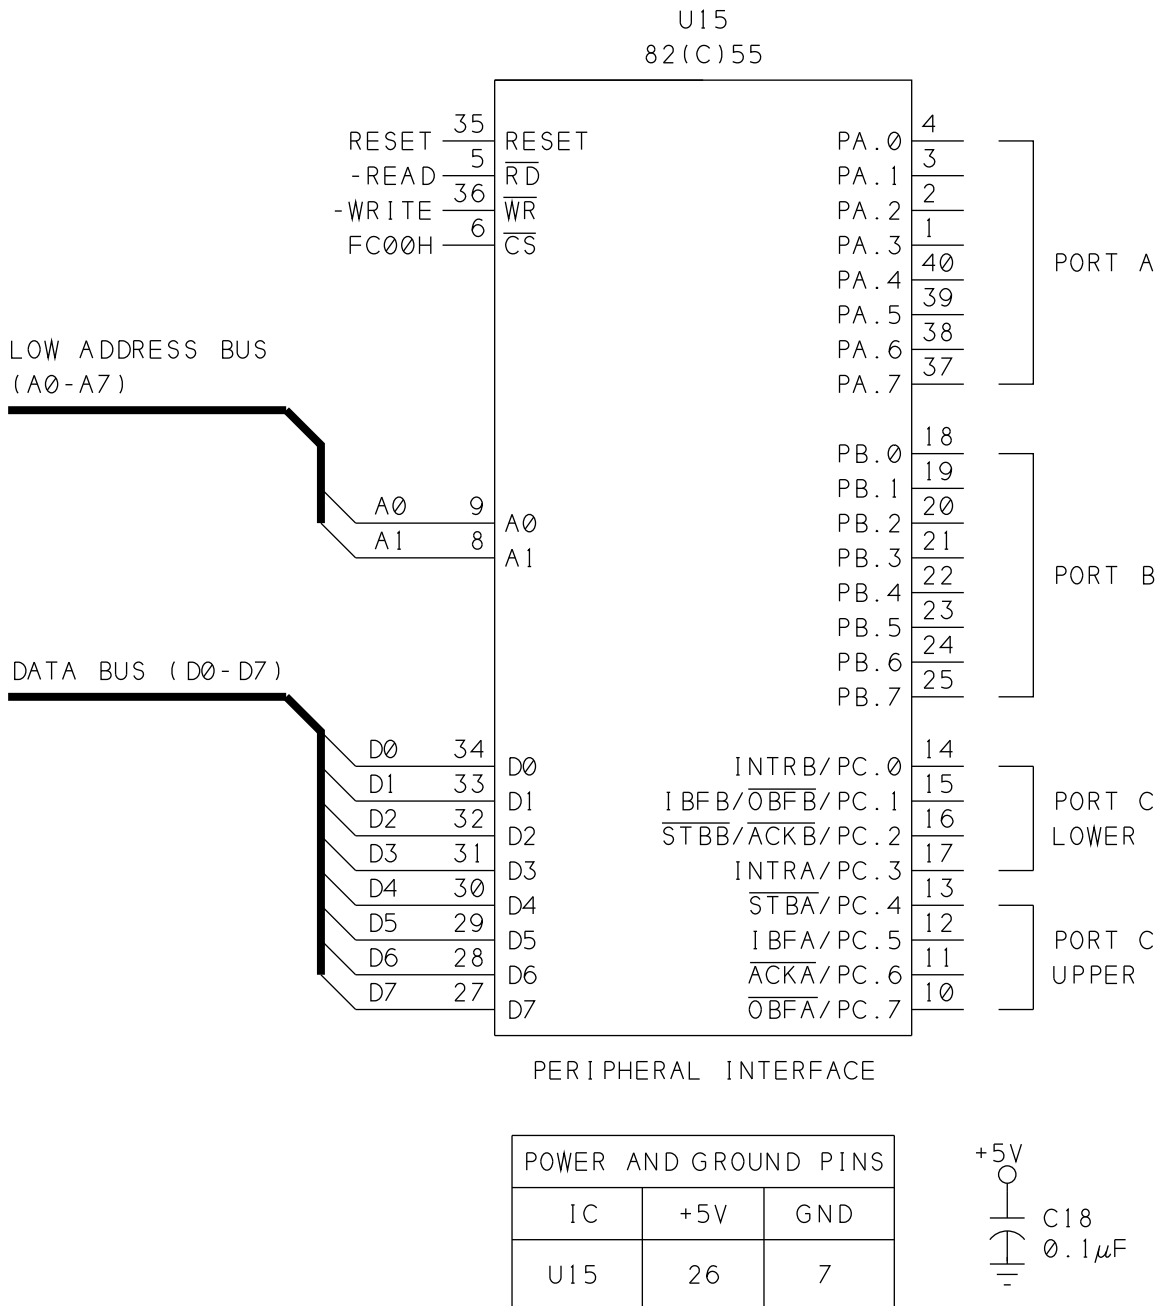 U15
82(C)55
RESET 35 RESET
-READ 5 RD
-WRITE 36 WR
FC00H 6 CS
PA.0 4
PA.1 3
PA.2 2
PA.3 1
PA.4 40
PA.5 39
PA.6 38
PA.7 37
PORT A
LOW ADDRESS BUS
(A0-A7)
A0 9 A0
A1 8 A1
PB.0 18
PB.1 19
PB.2 20
PB.3 21
PB.4 22
PB.5 23
PB.6 24
PB.7 25
PORT B
DATA BUS (D0-D7)
D0 34 D0
D1 33 D1
D2 32 D2
D3 31 D3
D4 30 D4
D5 29 D5
D6 28 D6
D7 27 D7
INTRB/PC.0 14
IBFB/OBFB/PC.1 15
STBB/ACKB/PC.2 16
INTRA/PC.3 17
STBA/PC.4 13
IBFA/PC.5 12
ACKA/PC.6 11
OBFA/PC.7 10
PORT C
LOWER
PORT C
UPPER
PERIPHERAL INTERFACE
POWER AND GROUND PINS
IC +5V GND
U15 26 7
+5V
C18
0.1μF